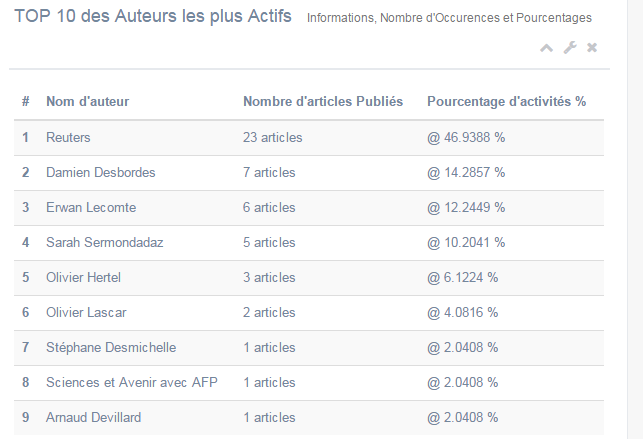 TOP 10 des Auteurs les plus Actifs Informations, Nombre d'Occurences et Pourcentages
# Nom d'auteur Nombre d'articles Publiés Pourcentage d'activités %
1 Reuters 23 articles @ 46.9388 %
2 Damien Desbordes 7 articles @ 14.2857 %
3 Erwan Lecomte 6 articles @ 12.2449 %
4 Sarah Sermondadaz 5 articles @ 10.2041 %
5 Olivier Hertel 3 articles @ 6.1224 %
6 Olivier Lascar 2 articles @ 4.0816 %
7 Stéphane Desmichelle 1 articles @ 2.0408 %
8 Sciences et Avenir avec AFP 1 articles @ 2.0408 %
9 Arnaud Devillard 1 articles @ 2.0408 %